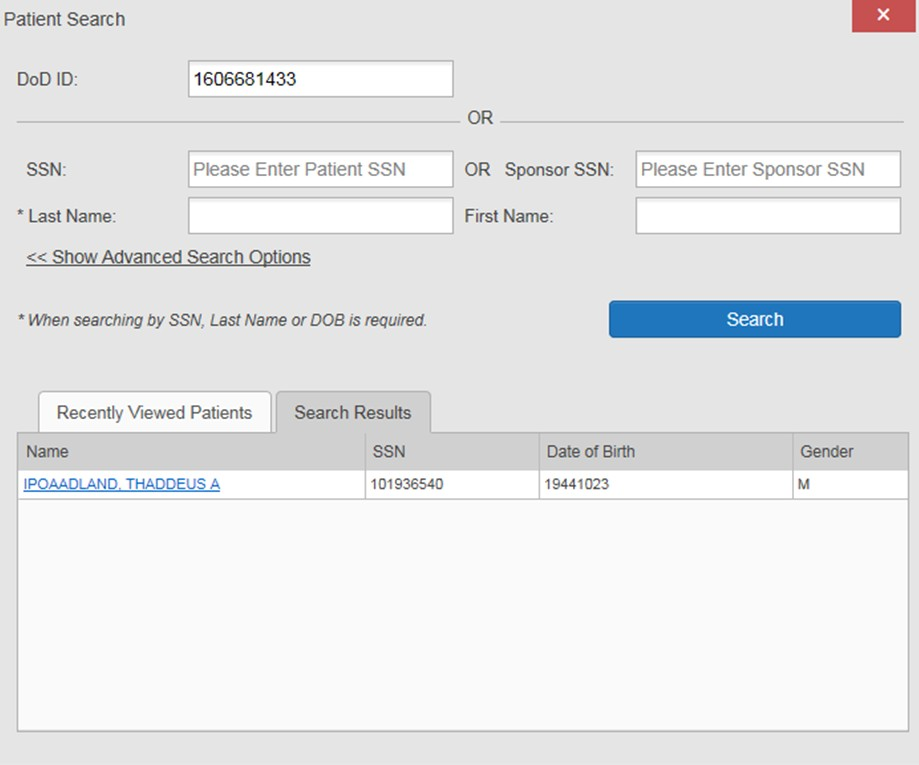 Patient Search
DoD ID: 1606681433
OR
SSN: Please Enter Patient SSN OR Sponsor SSN: Please Enter Sponsor SSN
* Last Name: First Name:
<< Show Advanced Search Options
* When searching by SSN, Last Name or DOB is required. Search
Recently Viewed Patients Search Results
Name SSN Date of Birth Gender
IPOAADLAND, THADDEUS A 101936540 19441023 M